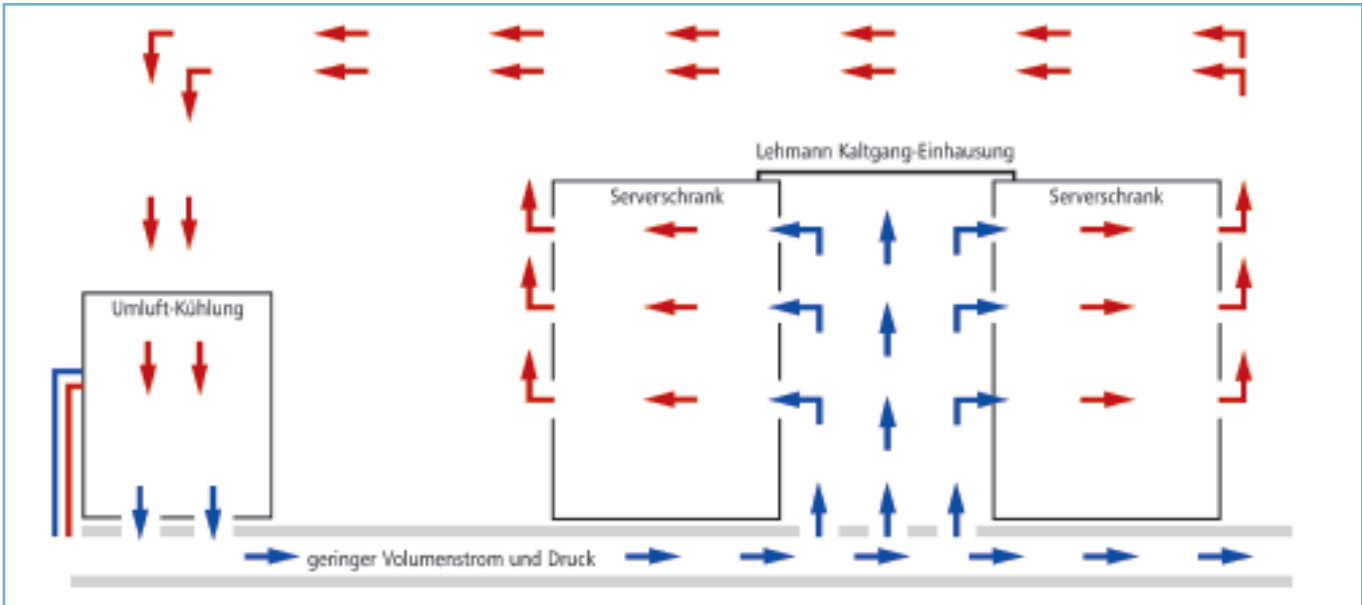 Lehmann Kaltgang-Einhausung
Serverschrank
Serverschrank
Umluft-Kühlung
geringer Volumenstrom und Druck